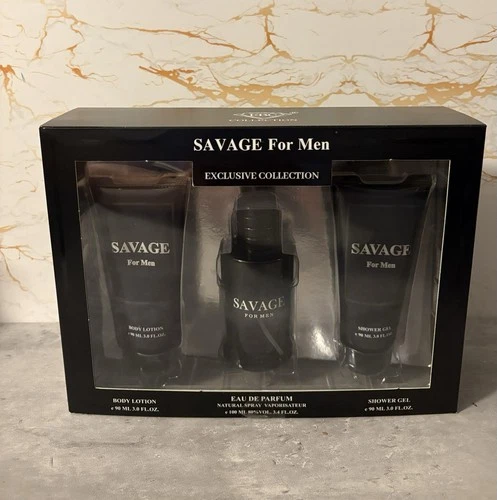 EBC
COLLECTION
SAVAGE For Men
EXCLUSIVE COLLECTION
SAVAGE
For Men
BODY LOTION
e 90 ML 3.0 FL.OZ.
SAVAGE
FOR MEN
SAVAGE
For Men
SHOWER GEL
e 90 ML 3.0 FL.OZ.
BODY LOTION
e 90 ML 3.0 FL.OZ.
EAU DE PARFUM
NATURAL SPRAY VAPORISATEUR
e 100 ML 80%VOL. 3.4 FL.OZ.
SHOWER GEL
e 90 ML 3.0 FL.OZ.